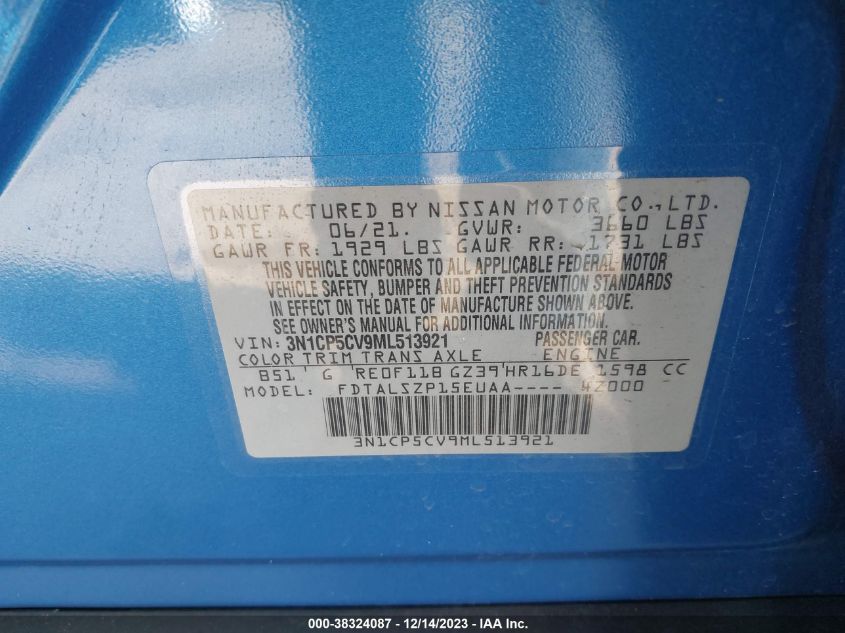 MANUFACTURED BY NISSAN MOTOR CO.,LTD.
DATE: 06/21. GVWR: 3660 LBS
GAWR FR: 1929 LBS GAWR RR: 1731 LBS
THIS VEHICLE CONFORMS TO ALL APPLICABLE FEDERAL MOTOR
VEHICLE SAFETY, BUMPER AND THEFT PREVENTION STANDARDS
IN EFFECT ON THE DATE OF MANUFACTURE SHOWN ABOVE.
SEE OWNER'S MANUAL FOR ADDITIONAL INFORMATION.
VIN: 3N1CP5CV9ML513921 PASSENGER CAR.
COLOR TRIM TRANS AXLE ENGINE
B51 G RE0F11B GZ39 HR16DE 1598 CC
MODEL: FDTALSZP15EUAA---- 4Z000
3N1CP5CV9ML513921
000-38324087 - 12/14/2023 - IAA Inc.